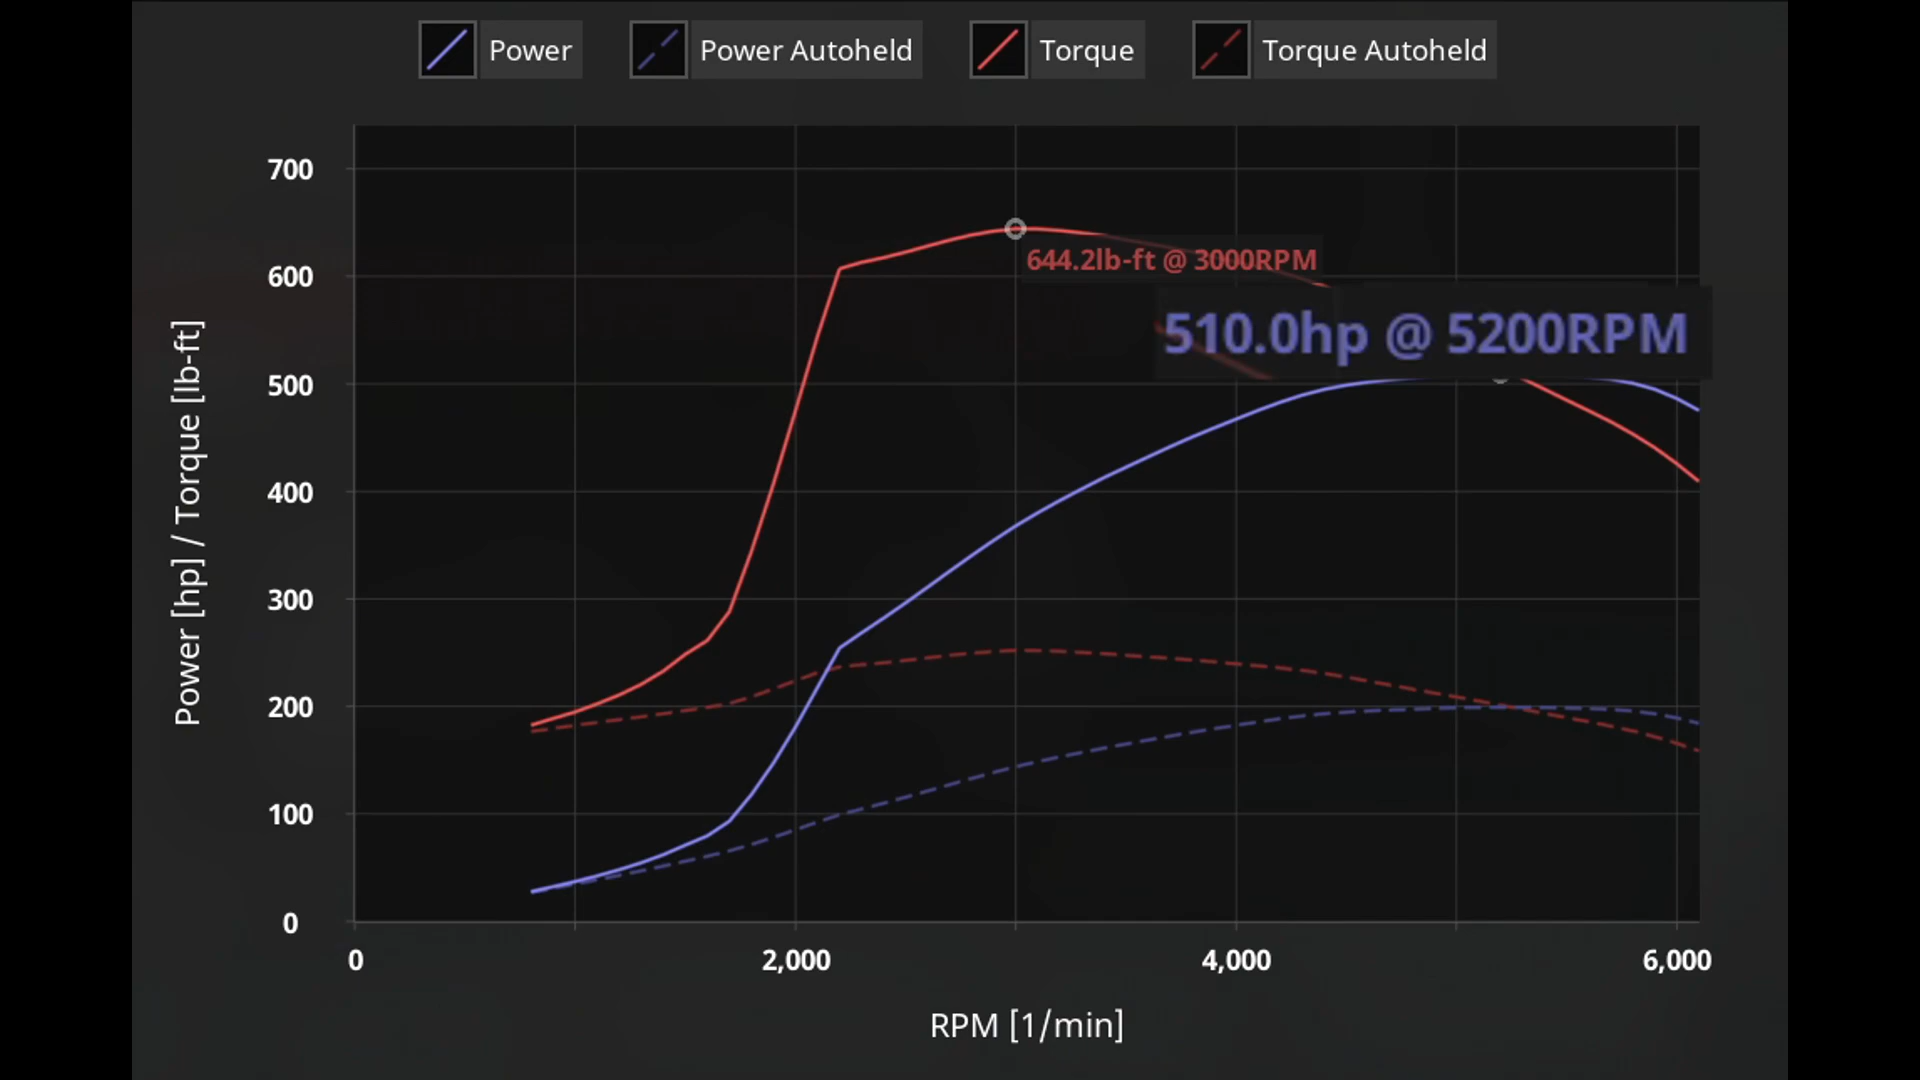 Power Power Autoheld Torque Torque Autoheld
700
600
500
400
300
200
100
0
Power [hp] / Torque [lb-ft]
644.2lb-ft @ 3000RPM
510.0hp @ 5200RPM
0 2,000 4,000 6,000
RPM [1/min]